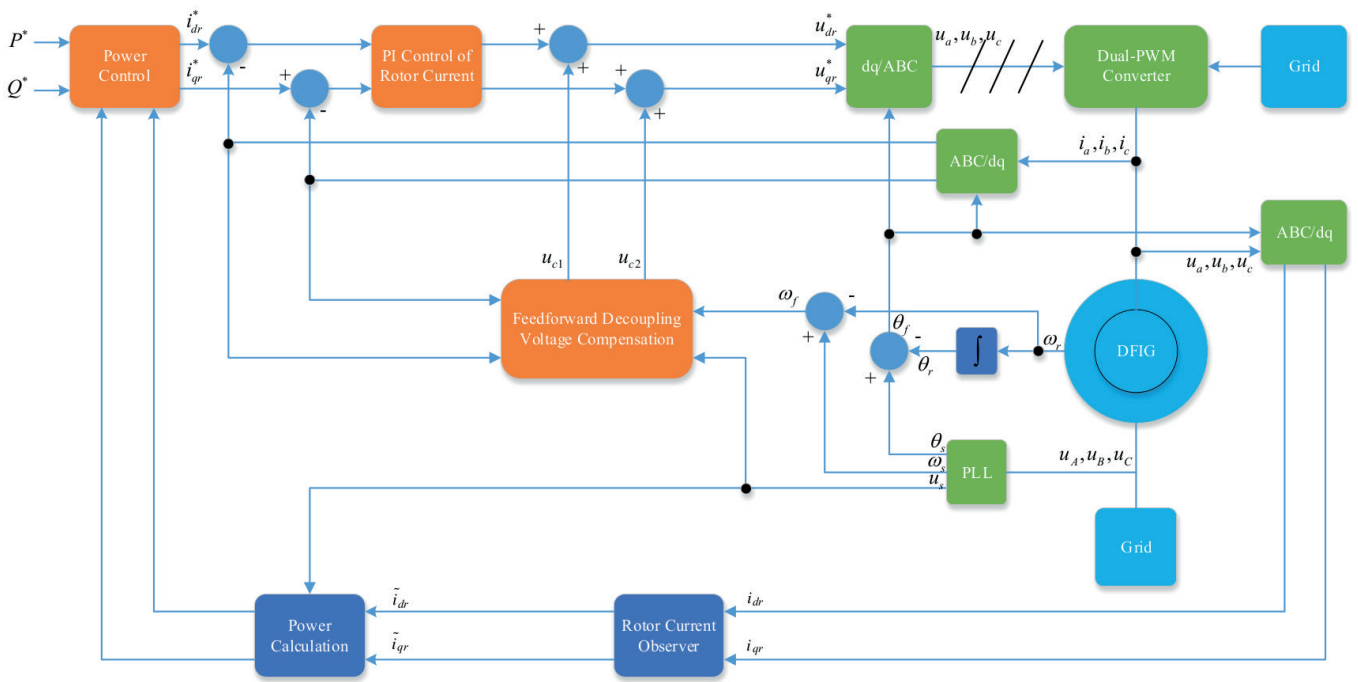 P*
Q*
Power
Control
i*dr
i*qr
-
+
-
PI Control of
Rotor Current
+
+
+
+
u*dr
u*qr
dq/ABC
ua,ub,uc
Dual-PWM
Converter
Grid
ABC/dq
ia,ib,ic
ABC/dq
ua,ub,uc
uc1
uc2
Feedforward Decoupling
Voltage Compensation
ωf
-
+
θf
-
θr
+
∫
ωr
DFIG
θs
ωs
us
PLL
uA,uB,uC
Grid
Power
Calculation
ĩdr
ĩqr
Rotor Current
Observer
idr
iqr